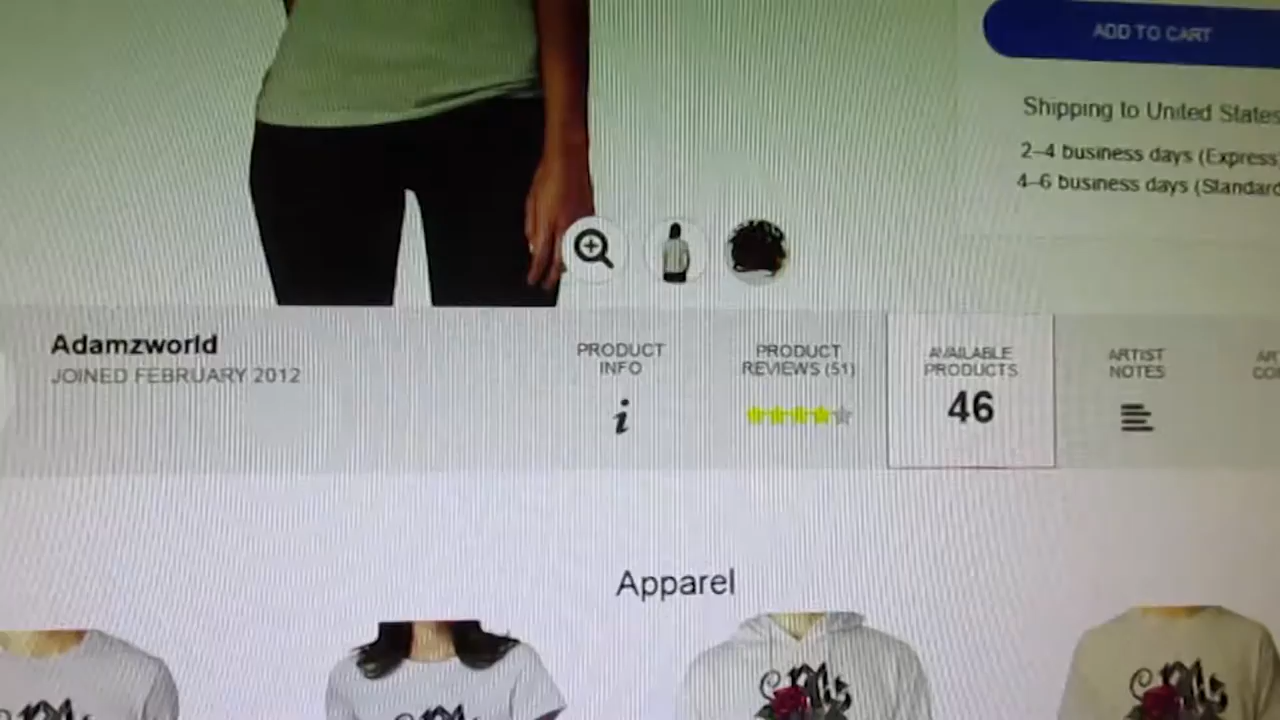 ADD TO CART
Shipping to United States
2–4 business days (Express
4–6 business days (Standard
Adamzworld
JOINED FEBRUARY 2012
PRODUCT
INFO
i
PRODUCT
REVIEWS (51)
AVAILABLE
PRODUCTS
46
ARTIST
NOTES
Apparel